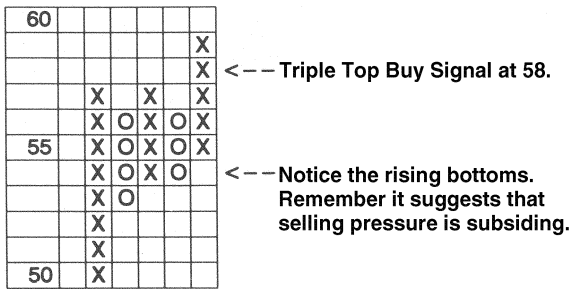 60
X
X <-- Triple Top Buy Signal at 58.
X X X
X O X O X
55 X O X O X
X O X O <-- Notice the rising bottoms.
X O Remember it suggests that
X selling pressure is subsiding.
X
50 X